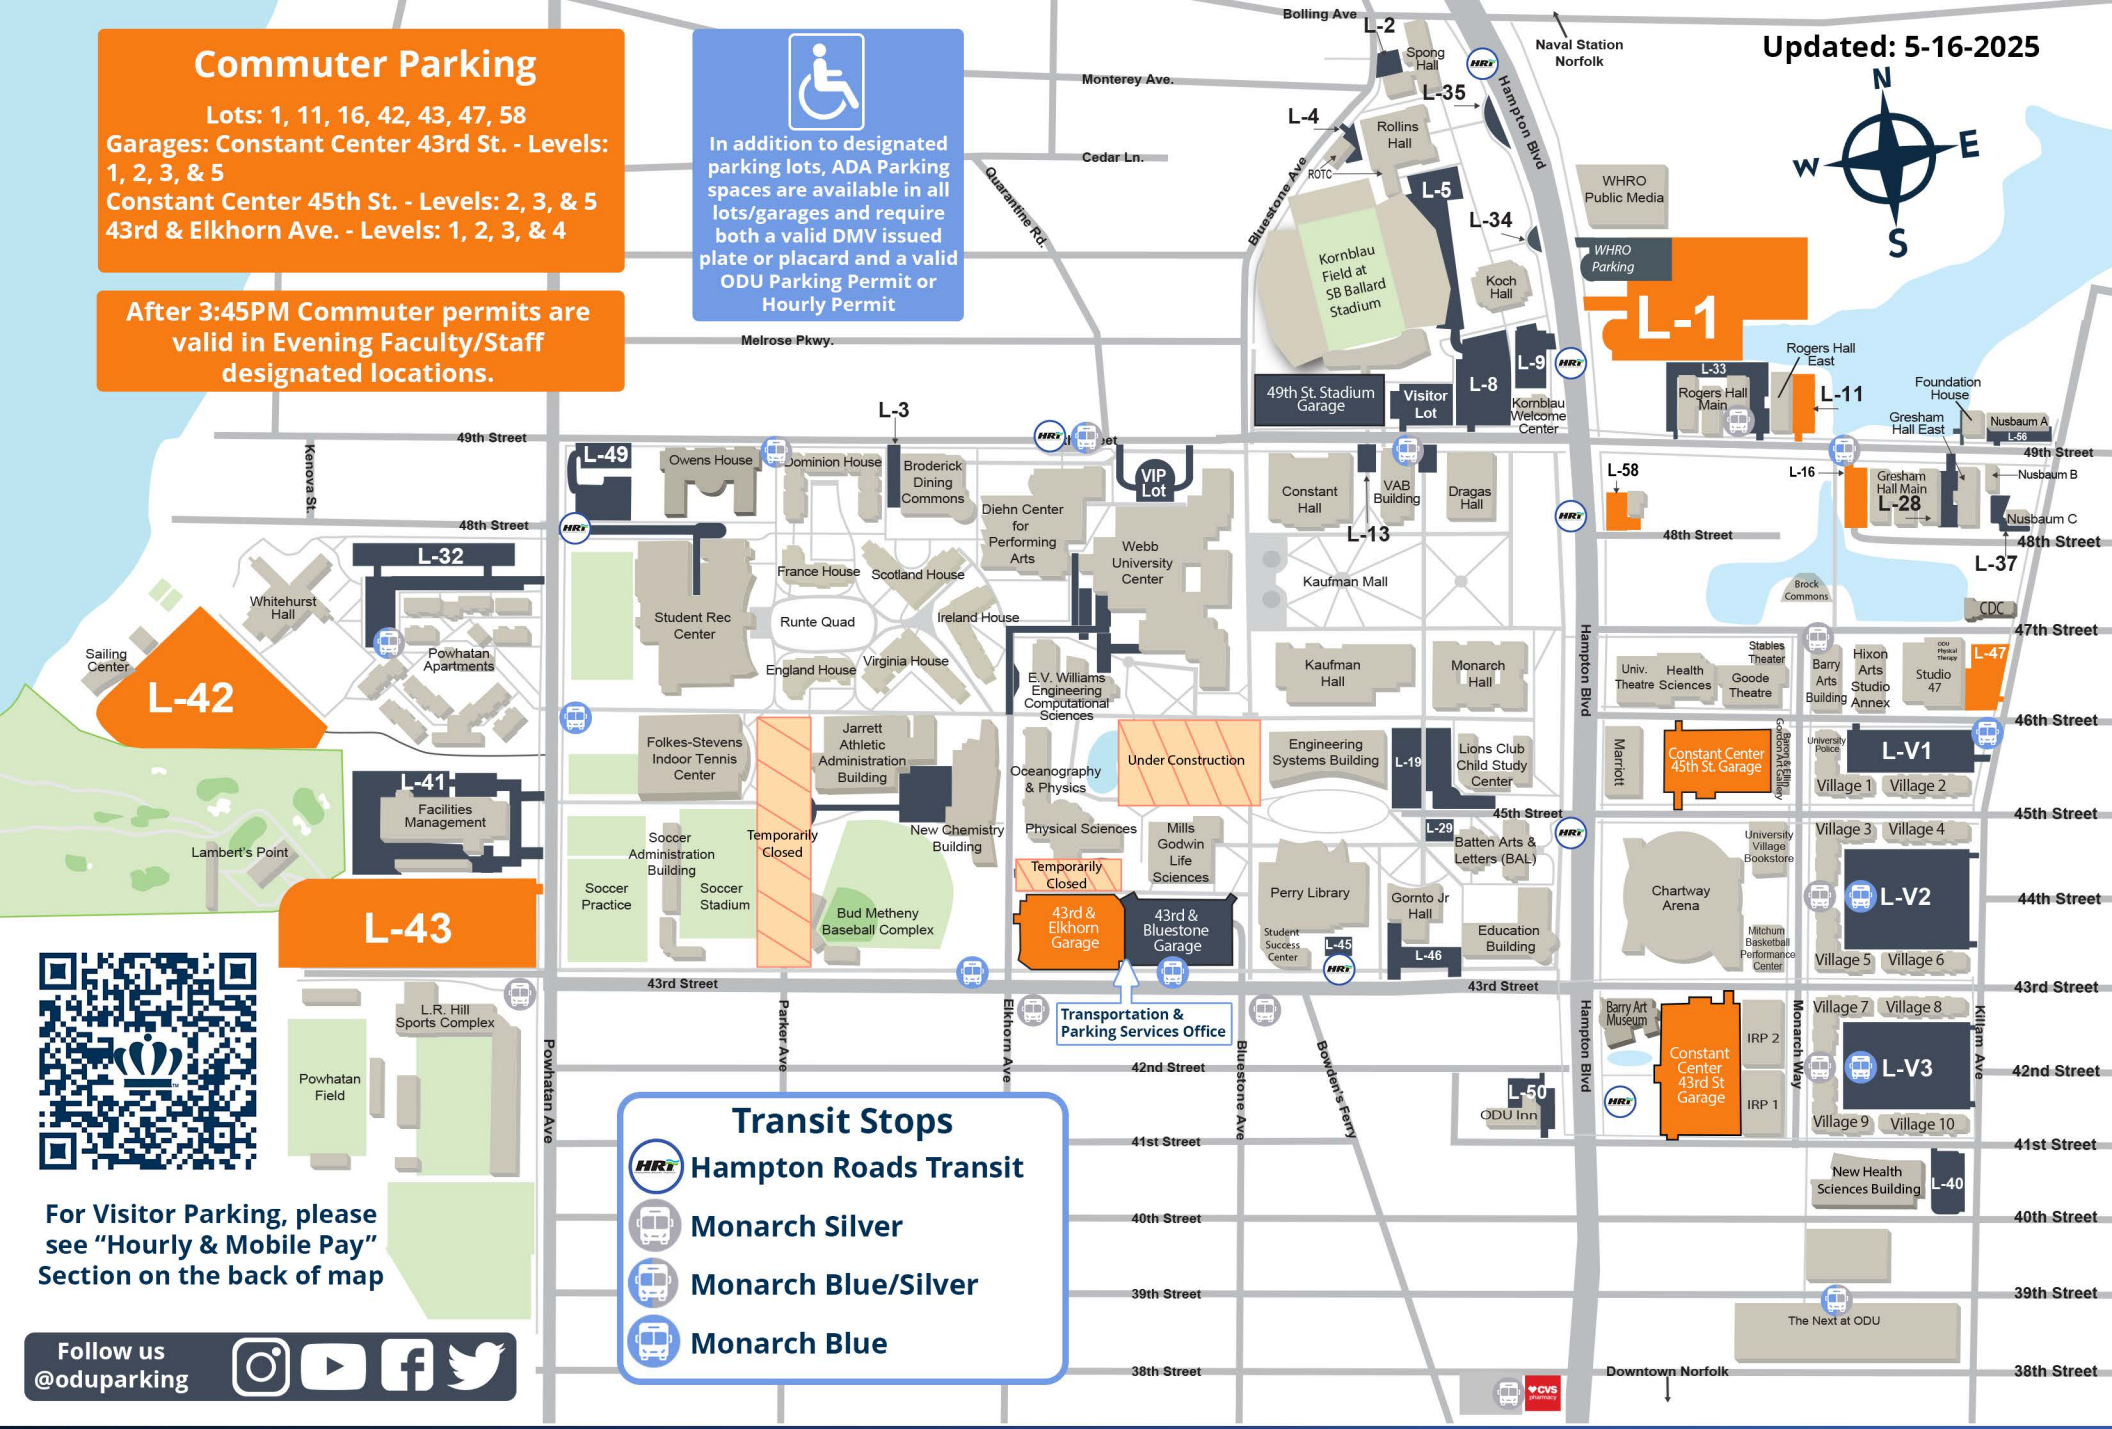 Commuter Parking
Lots: 1, 11, 16, 42, 43, 47, 58
Garages: Constant Center 43rd St. - Levels:
1, 2, 3, & 5
Constant Center 45th St. - Levels: 2, 3, & 5
43rd & Elkhorn Ave. - Levels: 1, 2, 3, & 4
After 3:45PM Commuter permits are
valid in Evening Faculty/Staff
designated locations.
In addition to designated
parking lots, ADA Parking
spaces are available in all
lots/garages and require
both a valid DMV issued
plate or placard and a valid
ODU Parking Permit or
Hourly Permit
Updated: 5-16-2025
N
E
S
W
Bolling Ave
Monterey Ave.
Cedar Ln.
Quarantine Rd.
Melrose Pkwy.
Bluestone Ave
Hampton Blvd
Naval Station
Norfolk
L-2
Spong
Hall
HRT
L-35
L-4
Rollins
Hall
ROTC
L-5
L-34
Kornblau
Field at
SB Ballard
Stadium
Koch
Hall
WHRO
Public Media
WHRO
Parking
L-1
L-9
L-8
HRT
49th St. Stadium
Garage
Visitor
Lot
Kornblau
Welcome
Center
L-33
Rogers Hall
Main
Rogers Hall
East
L-11
Foundation
House
Gresham
Hall East
Nusbaum A
L-56
49th Street
L-3
HRT
49th Street
Kenova St.
L-49
Owens House
Dominion House
Broderick
Dining
Commons
VIP
Lot
Diehn Center
for
Performing
Arts
Webb
University
Center
Constant
Hall
L-13
VAB
Building
Dragas
Hall
HRT
L-58
L-16
Gresham
Hall Main
L-28
Nusbaum B
Nusbaum C
L-37
48th Street
48th Street
48th Street
HRT
L-32
Whitehurst
Hall
Sailing
Center
L-42
Powhatan
Apartments
Student Rec
Center
France House
Scotland House
Runte Quad
Ireland House
England House
Virginia House
E.V. Williams
Engineering
Computational
Sciences
Kaufman Mall
Kaufman
Hall
Monarch
Hall
Hampton Blvd
Brock
Commons
CDC
47th Street
Univ.
Theatre
Health
Sciences
Stables
Theater
Goode
Theatre
Barry
Arts
Building
Hixon
Arts
Studio
Annex
ODU
Physical
Therapy
Studio
47
L-47
46th Street
Folkes-Stevens
Indoor Tennis
Center
Jarrett
Athletic
Administration
Building
Oceanography
& Physics
Under Construction
Engineering
Systems Building
L-19
Lions Club
Child Study
Center
Marriott
Constant Center
45th St. Garage
Baron & Ellin
Gordon Art Gallery
University
Police
L-V1
Village 1
Village 2
45th Street
45th Street
HRT
L-41
Facilities
Management
Lambert's Point
L-43
Soccer
Administration
Building
Soccer
Practice
Soccer
Stadium
Temporarily
Closed
New Chemistry
Building
Bud Metheny
Baseball Complex
Physical Sciences
Temporarily
Closed
Mills
Godwin
Life
Sciences
43rd &
Elkhorn
Garage
43rd &
Bluestone
Garage
Perry Library
L-29
Batten Arts &
Letters (BAL)
Gornto Jr
Hall
Student
Success
Center
L-45
HRT
L-46
Education
Building
Chartway
Arena
University
Village
Bookstore
Mitchum
Basketball
Performance
Center
Village 3
Village 4
L-V2
44th Street
Village 5
Village 6
43rd Street
43rd Street
43rd Street
Transportation &
Parking Services Office
L.R. Hill
Sports Complex
Powhatan
Field
Powhatan Ave
Parker Ave
Elkhorn Ave
Bluestone Ave
Bowden's Ferry
Hampton Blvd
Barry Art
Museum
Constant
Center
43rd St
Garage
IRP 2
IRP 1
Monarch Way
Village 7
Village 8
L-V3
Village 9
Village 10
Killam Ave
42nd Street
42nd Street
L-50
ODU Inn
HRT
41st Street
41st Street
New Health
Sciences Building
L-40
40th Street
40th Street
39th Street
39th Street
The Next at ODU
38th Street
38th Street
CVS
pharmacy
Downtown Norfolk
Transit Stops
HRT Hampton Roads Transit
Monarch Silver
Monarch Blue/Silver
Monarch Blue
For Visitor Parking, please
see “Hourly & Mobile Pay”
Section on the back of map
Follow us
@oduparking